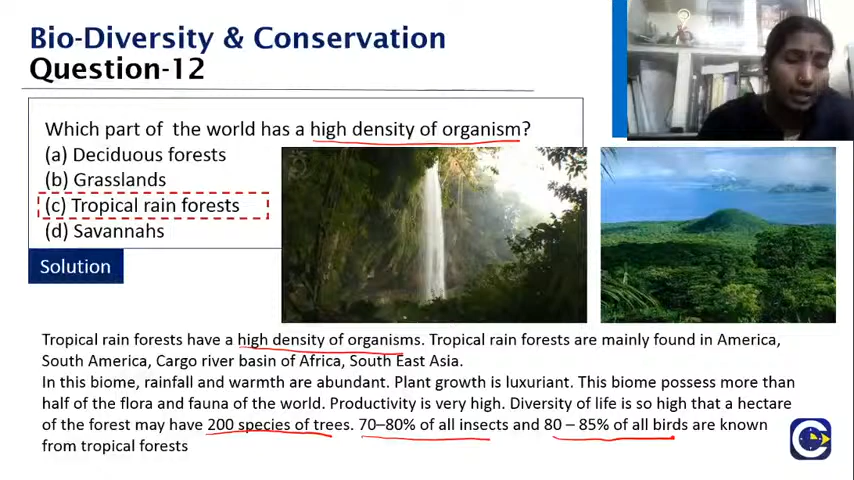 Bio-Diversity & Conservation
Question-12
Which part of the world has a high density of organism?
(a) Deciduous forests
(b) Grasslands
(c) Tropical rain forests
(d) Savannahs
Solution
Tropical rain forests have a high density of organisms. Tropical rain forests are mainly found in America,
South America, Cargo river basin of Africa, South East Asia.
In this biome, rainfall and warmth are abundant. Plant growth is luxuriant. This biome possess more than
half of the flora and fauna of the world. Productivity is very high. Diversity of life is so high that a hectare
of the forest may have 200 species of trees. 70–80% of all insects and 80 – 85% of all birds are known
from tropical forests